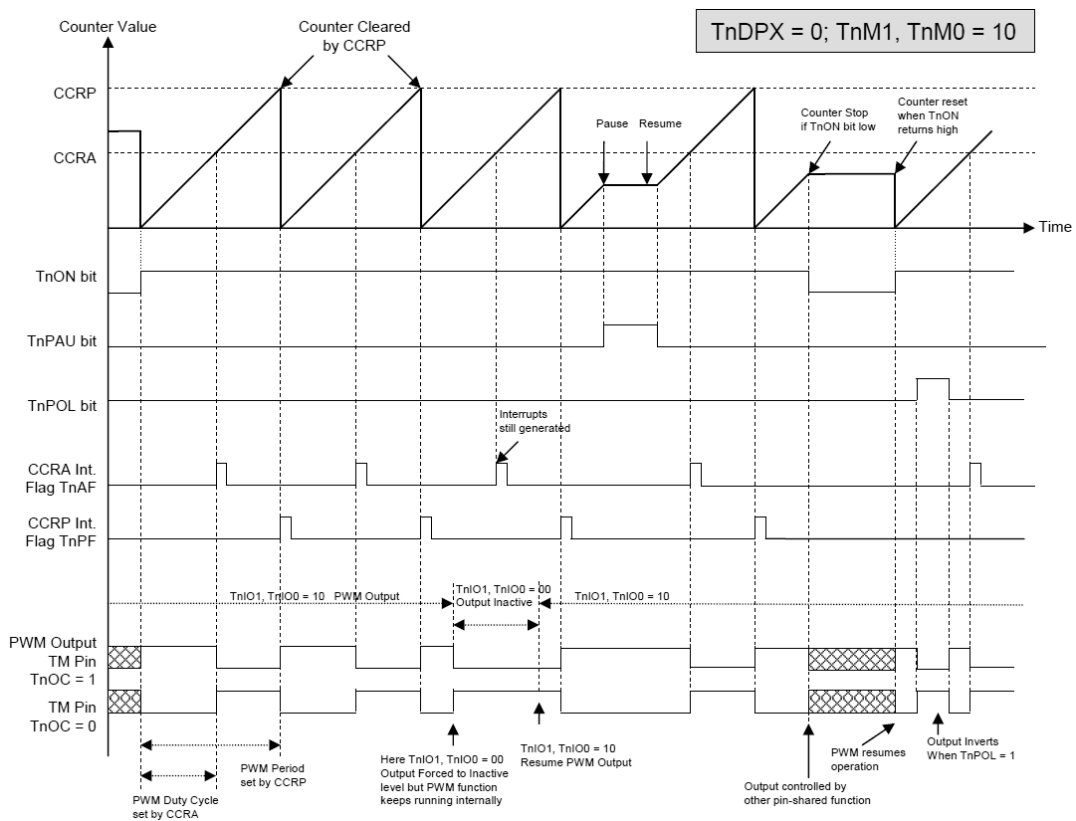 TnDPX = 0; TnM1, TnM0 = 10
Counter Value
Counter Cleared
by CCRP
CCRP
CCRA
Pause
Resume
Counter Stop
if TnON bit low
Counter reset
when TnON
returns high
Time
TnON bit
TnPAU bit
TnPOL bit
Interrupts
still generated
CCRA Int.
Flag TnAF
CCRP Int.
Flag TnPF
TnIO1, TnIO0 = 10 PWM Output
TnIO1, TnIO0 = 00
Output Inactive
TnIO1, TnIO0 = 10
PWM Output
TM Pin
TnOC = 1
TM Pin
TnOC = 0
PWM Period
set by CCRP
PWM Duty Cycle
set by CCRA
Here TnIO1, TnIO0 = 00
Output Forced to Inactive
level but PWM function
keeps running internally
TnIO1, TnIO0 = 10
Resume PWM Output
Output controlled by
other pin-shared function
PWM resumes
operation
Output Inverts
When TnPOL = 1